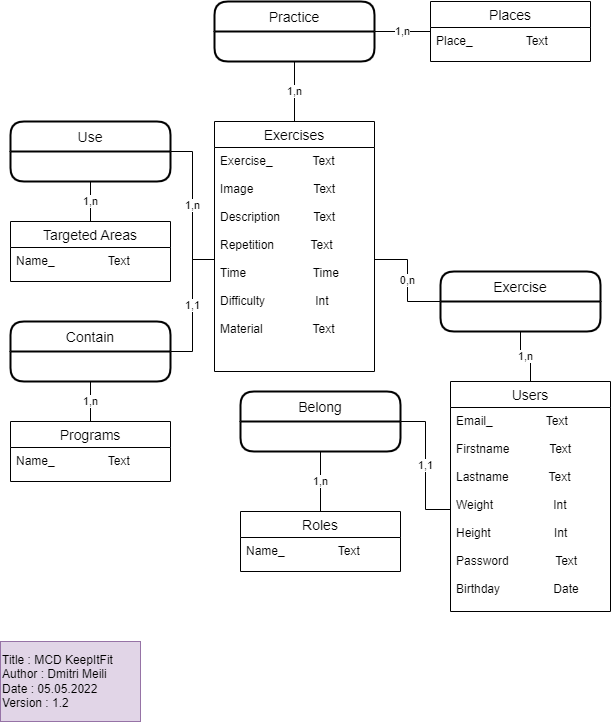 Practice
1,n
Places
Place_ Text
1,n
Exercises
Exercise_ Text
Image Text
Description Text
Repetition Text
Time Time
Difficulty Int
Material Text
Use
1,n
1,n
Targeted Areas
Name_ Text
1,1
Contain
1,n
Programs
Name_ Text
0,n
Exercise
1,n
Users
Email_ Text
Firstname Text
Lastname Text
Weight Int
Height Int
Password Text
Birthday Date
Belong
1,1
1,n
Roles
Name_ Text
Title : MCD KeepItFit
Author : Dmitri Meili
Date : 05.05.2022
Version : 1.2